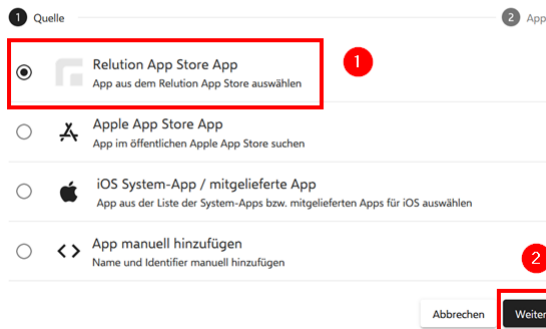 1 Quelle 2 App
Relution App Store App
App aus dem Relution App Store auswählen
1
Apple App Store App
App im öffentlichen Apple App Store suchen
iOS System-App / mitgelieferte App
App aus der Liste der System-Apps bzw. mitgelieferten Apps für iOS auswählen
App manuell hinzufügen
Name und Identifier manuell hinzufügen
2
Abbrechen Weiter